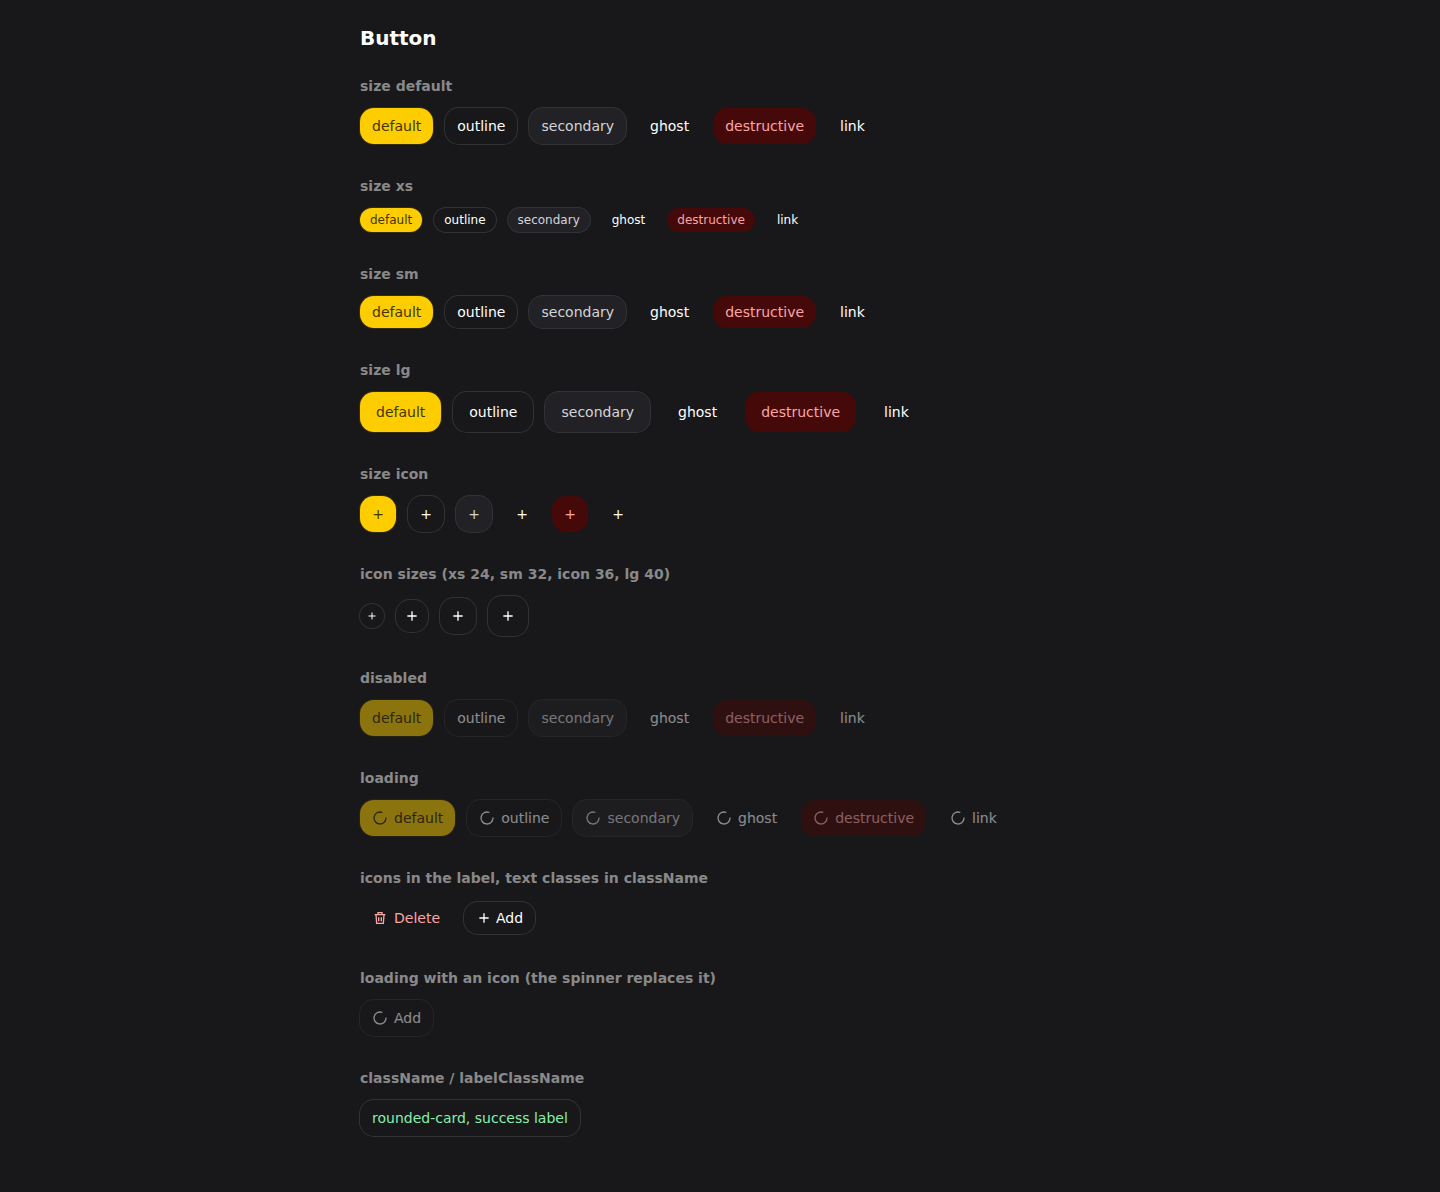 Button
size default
default outline secondary ghost destructive link
size xs
default outline secondary ghost destructive link
size sm
default outline secondary ghost destructive link
size lg
default outline secondary ghost destructive link
size icon
+ + + + + +
icon sizes (xs 24, sm 32, icon 36, lg 40)
+ + + +
disabled
default outline secondary ghost destructive link
loading
default outline secondary ghost destructive link
icons in the label, text classes in className
Delete + Add
loading with an icon (the spinner replaces it)
Add
className / labelClassName
rounded-card, success label